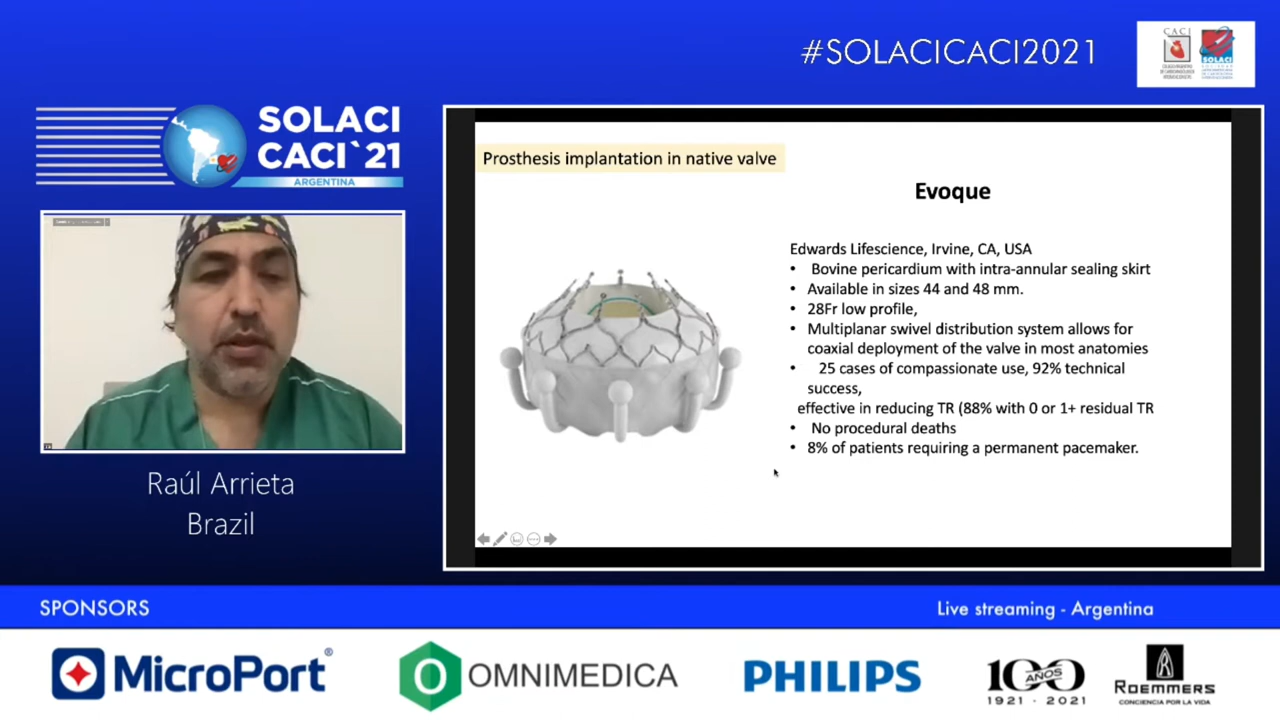 #SOLACICACI2021
CACI
SOLACI
SOLACI
CACI`21
ARGENTINA
Prosthesis implantation in native valve
Evoque
Edwards Lifescience, Irvine, CA, USA
• Bovine pericardium with intra-annular sealing skirt
• Available in sizes 44 and 48 mm.
• 28Fr low profile,
• Multiplanar swivel distribution system allows for
coaxial deployment of the valve in most anatomies
• 25 cases of compassionate use, 92% technical
success,
effective in reducing TR (88% with 0 or 1+ residual TR
• No procedural deaths
• 8% of patients requiring a permanent pacemaker.
Raúl Arrieta
Brazil
SPONSORS
Live streaming - Argentina
MicroPort®
OMNIMEDICA
PHILIPS
100
AÑOS
1921 - 2021
ROEMMERS
CONCIENCIA POR LA VIDA